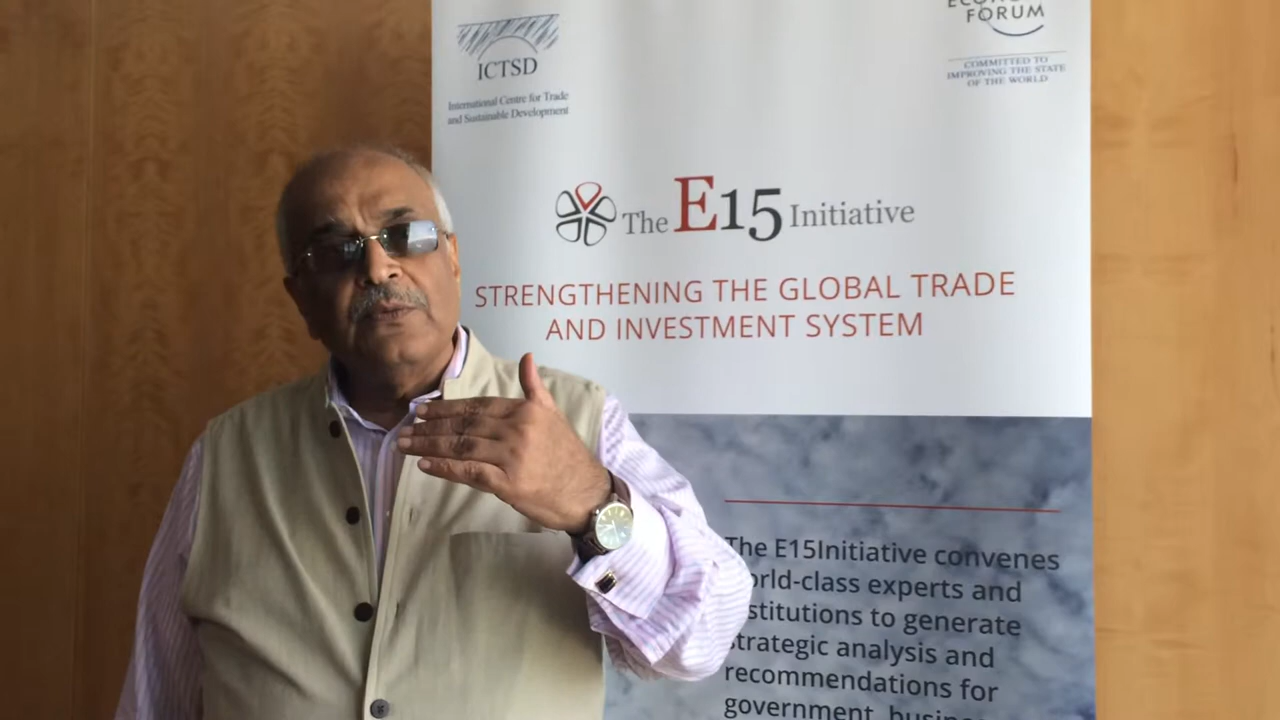 ICTSD
International Centre for Trade
and Sustainable Development
FORUM
COMMITTED TO
IMPROVING THE STATE
OF THE WORLD
The E15 Initiative
STRENGTHENING THE GLOBAL TRADE
AND INVESTMENT SYSTEM
The E15Initiative convenes
orld-class experts and
stitutions to generate
strategic analysis and
recommendations for
government,